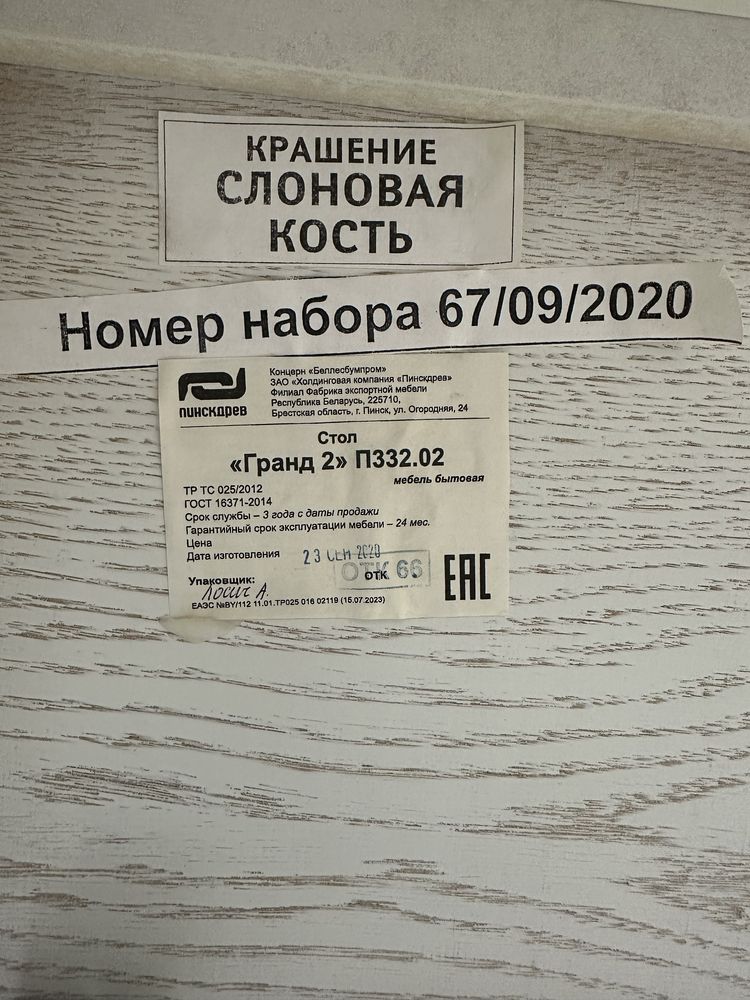 КРАШЕНИЕ
СЛОНОВАЯ
КОСТЬ
Номер набора 67/09/2020
ПИНСКДРЕВ
Концерн «Беллесбумпром»
ЗАО «Холдинговая компания «Пинскдрев»
Филиал Фабрика экспортной мебели
Республика Беларусь, 225710,
Брестская область, г. Пинск, ул. Огородняя, 24
Стол
«Гранд 2» П332.02
мебель бытовая
ТР ТС 025/2012
ГОСТ 16371-2014
Срок службы – 3 года с даты продажи
Гарантийный срок эксплуатации мебели – 24 мес.
Цена
Дата изготовления 23 СЕН 2020
ОТК ОТК 66
Упаковщик:
Лосич А.
ЕАЭС №BY/112 11.01.ТР025 016 02119 (15.07.2023)
EAC